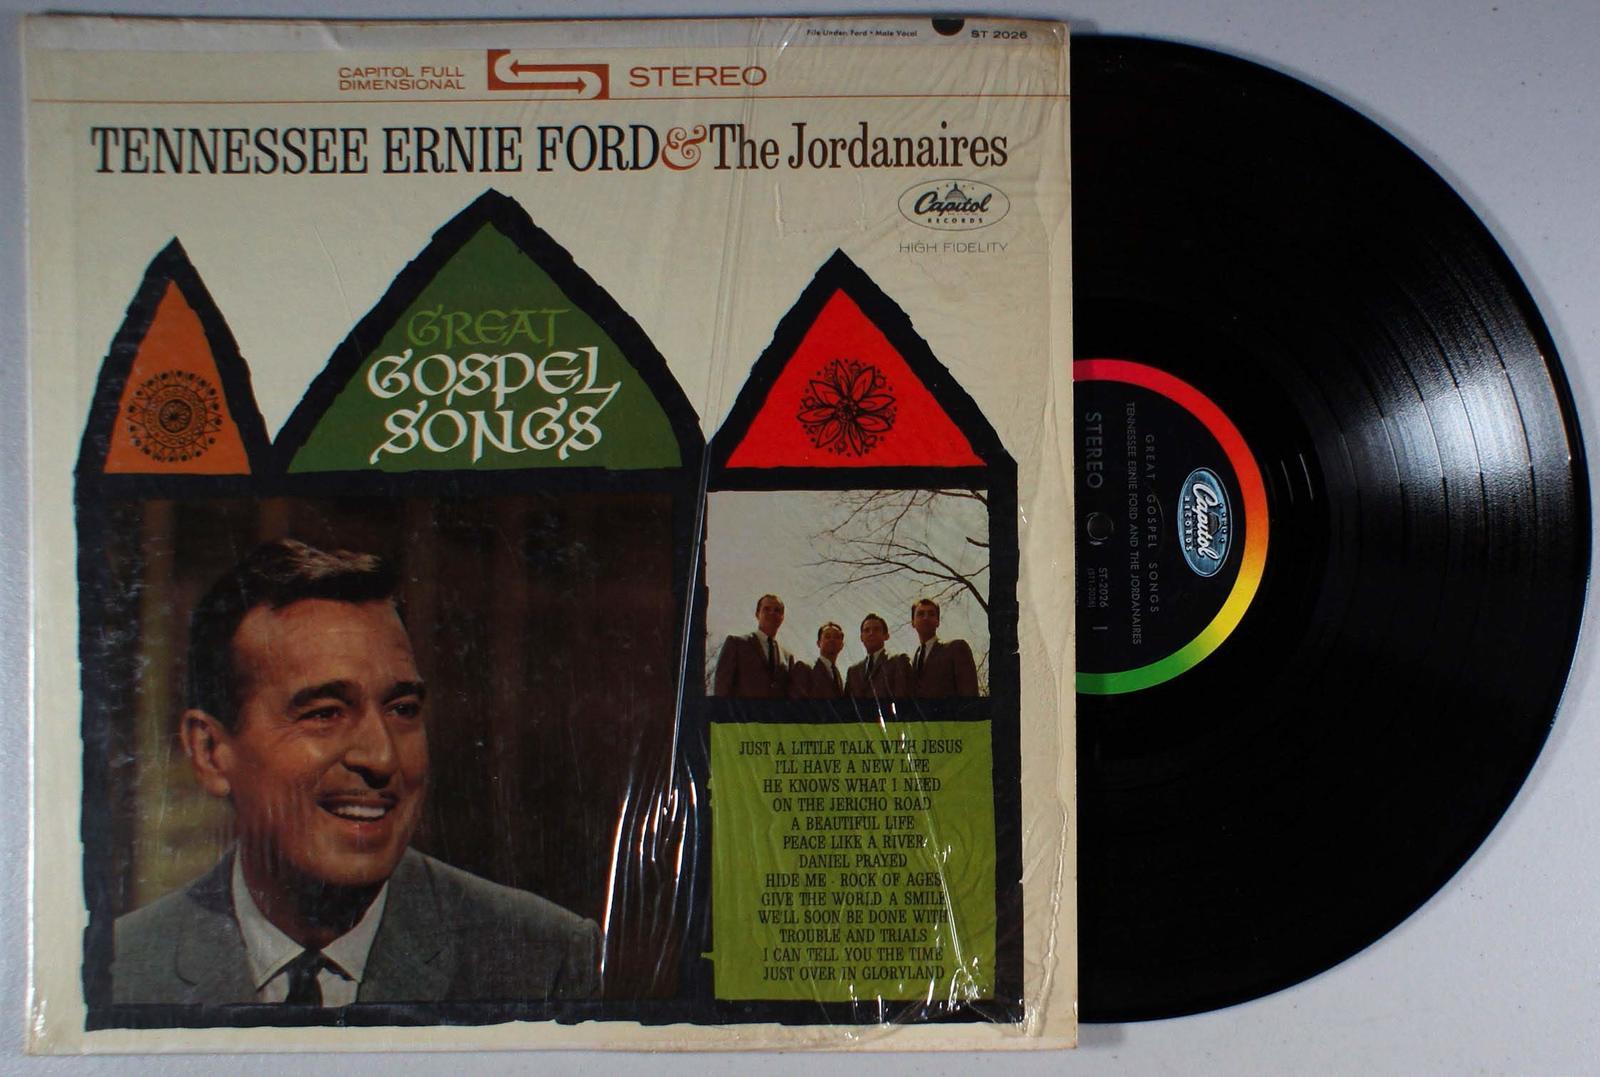 File Under: Ford • Male Vocal
ST 2026
CAPITOL FULL
DIMENSIONAL
STEREO
TENNESSEE ERNIE FORD & The Jordanaires
Capitol
RECORDS
HIGH FIDELITY
GREAT
GOSPEL
SONGS
JUST A LITTLE TALK WITH JESUS
I'LL HAVE A NEW LIFE
HE KNOWS WHAT I NEED
ON THE JERICHO ROAD
A BEAUTIFUL LIFE
PEACE LIKE A RIVER
DANIEL PRAYED
HIDE ME · ROCK OF AGES
GIVE THE WORLD A SMILE
WE'LL SOON BE DONE WITH
TROUBLE AND TRIALS
I CAN TELL YOU THE TIME
JUST OVER IN GLORYLAND
Capitol
RECORDS
GREAT GOSPEL SONGS
TENNESSEE ERNIE FORD AND THE JORDANAIRES
STEREO
ST-2026
1